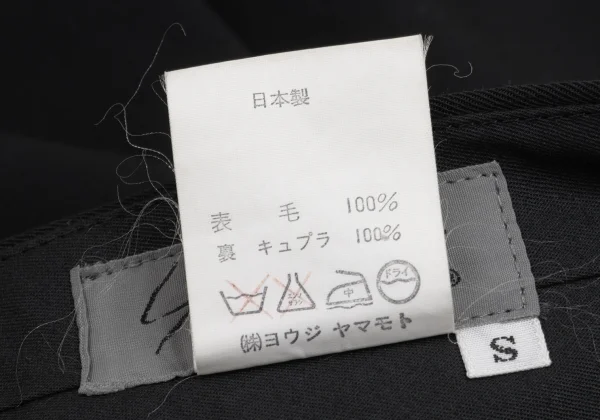 日本製
表 毛 100%
裏 キュプラ 100%
中 ドライ
㈱ヨウジ ヤマモト
®
S